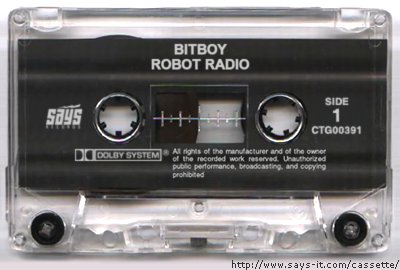 BITBOY
ROBOT RADIO
says
RECORDS
SIDE
1
CTG00391
DOLBY SYSTEM®
All rights of the manufacturer and of the owner
of the recorded work reserved. Unauthorized
public performance, broadcasting, and copying
prohibited
http://www.says-it.com/cassette/